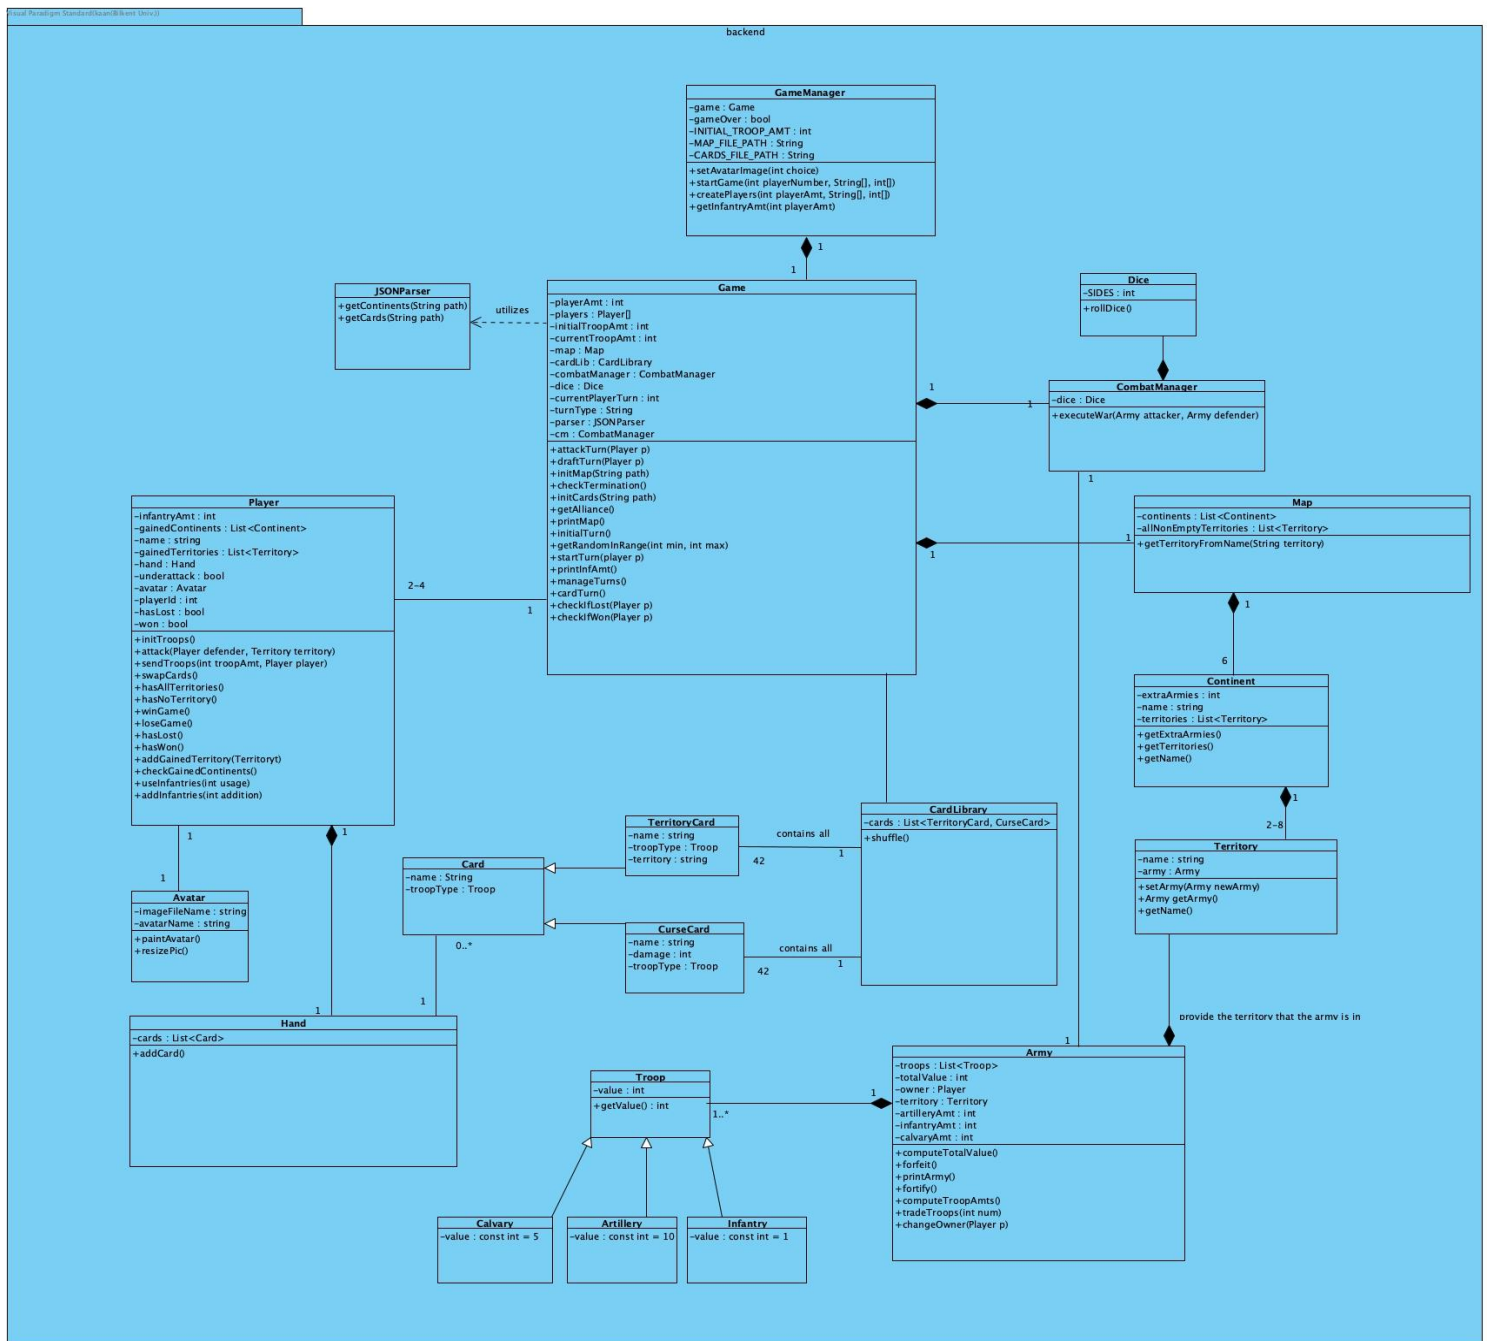 Visual Paradigm Standard(kaan(Bilkent Univ.))
backend
GameManager
-game : Game
-gameOver : bool
-INITIAL_TROOP_AMT : int
-MAP_FILE_PATH : String
-CARDS_FILE_PATH : String
+setAvatarImage(int choice)
+startGame(int playerNumber, String[], int[])
+createPlayers(int playerAmt, String[], int[])
+getInfantryAmt(int playerAmt)
1
1
JSONParser
+getContinents(String path)
+getCards(String path)
utilizes
Game
-playerAmt : int
-players : Player[]
-initialTroopAmt : int
-currentTroopAmt : int
-map : Map
-cardLib : CardLibrary
-combatManager : CombatManager
-dice : Dice
-currentPlayerTurn : int
-turnType : String
-parser : JSONParser
-cm : CombatManager
+attackTurn(Player p)
+draftTurn(Player p)
+initMap(String path)
+checkTermination()
+initCards(String path)
+getAlliance()
+printMap()
+initialTurn()
+getRandomInRange(int min, int max)
+startTurn(player p)
+printInfAmt()
+manageTurns()
+cardTurn()
+checkIfLost(Player p)
+checkIfWon(Player p)
Dice
-SIDES : int
+rollDice()
1
1
CombatManager
-dice : Dice
+executeWar(Army attacker, Army defender)
1
1
1
Map
-continents : List<Continent>
-allNonEmptyTerritories : List<Territory>
+getTerritoryFromName(String territory)
1
6
Player
-infantryAmt : int
-gainedContinents : List<Continent>
-name : string
-gainedTerritories : List<Territory>
-hand : Hand
-underattack : bool
-avatar : Avatar
-playerId : int
-hasLost : bool
-won : bool
+initTroops()
+attack(Player defender, Territory territory)
+sendTroops(int troopAmt, Player player)
+swapCards()
+hasAllTerritories()
+hasNoTerritory()
+winGame()
+loseGame()
+hasLost()
+hasWon()
+addGainedTerritory(Territoryt)
+checkGainedContinents()
+useInfantries(int usage)
+addInfantries(int addition)
2-4
1
Continent
-extraArmies : int
-name : string
-territories : List<Territory>
+getExtraArmies()
+getTerritories()
+getName()
1
2-8
Territory
-name : string
-army : Army
+setArmy(Army newArmy)
+Army getArmy()
+getName()
CardLibrary
-cards : List<TerritoryCard, CurseCard>
+shuffle()
TerritoryCard
-name : string
-troopType : Troop
-territory : string
contains all
42
1
CurseCard
-name : string
-damage : int
-troopType : Troop
contains all
42
1
Card
-name : String
-troopType : Troop
0..*
1
1
1
Avatar
-imageFileName : string
-avatarName : string
+paintAvatar()
+resizePic()
1
1
Hand
-cards : List<Card>
+addCard()
provide the territory that the army is in
1
Army
-troops : List<Troop>
-totalValue : int
-owner : Player
-territory : Territory
-artilleryAmt : int
-infantryAmt : int
-calvaryAmt : int
+computeTotalValue()
+forfeit()
+printArmy()
+fortify()
+computeTroopAmts()
+tradeTroops(int num)
+changeOwner(Player p)
1
1..*
Troop
-value : int
+getValue() : int
Calvary
-value : const int = 5
Artillery
-value : const int = 10
Infantry
-value : const int = 1